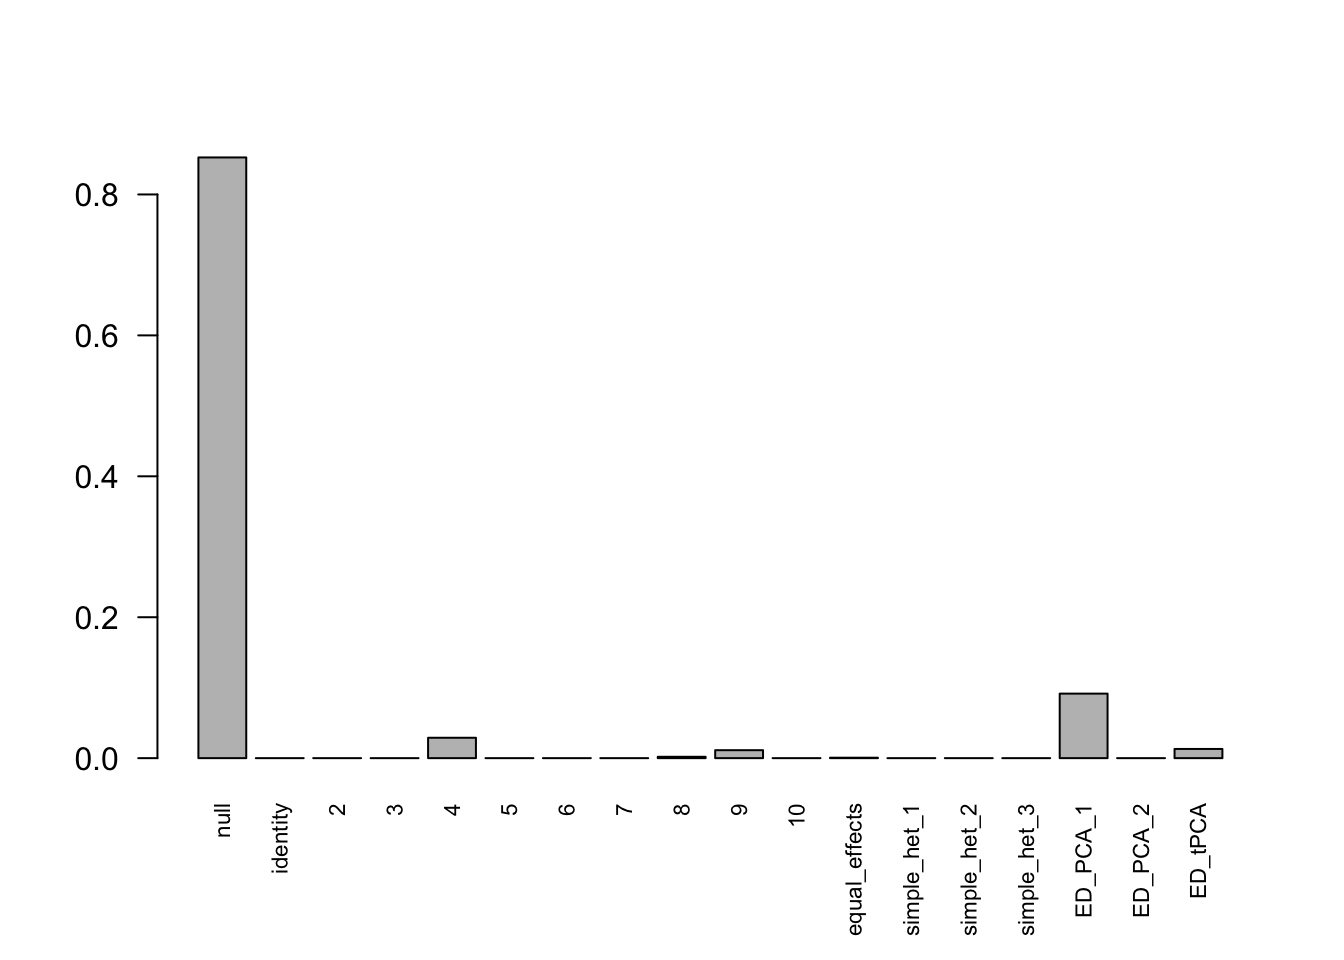 0.8
0.6
0.4
0.2
0.0
null
identity
2
3
4
5
6
7
8
9
10
equal_effects
simple_het_1
simple_het_2
simple_het_3
ED_PCA_1
ED_PCA_2
ED_tPCA